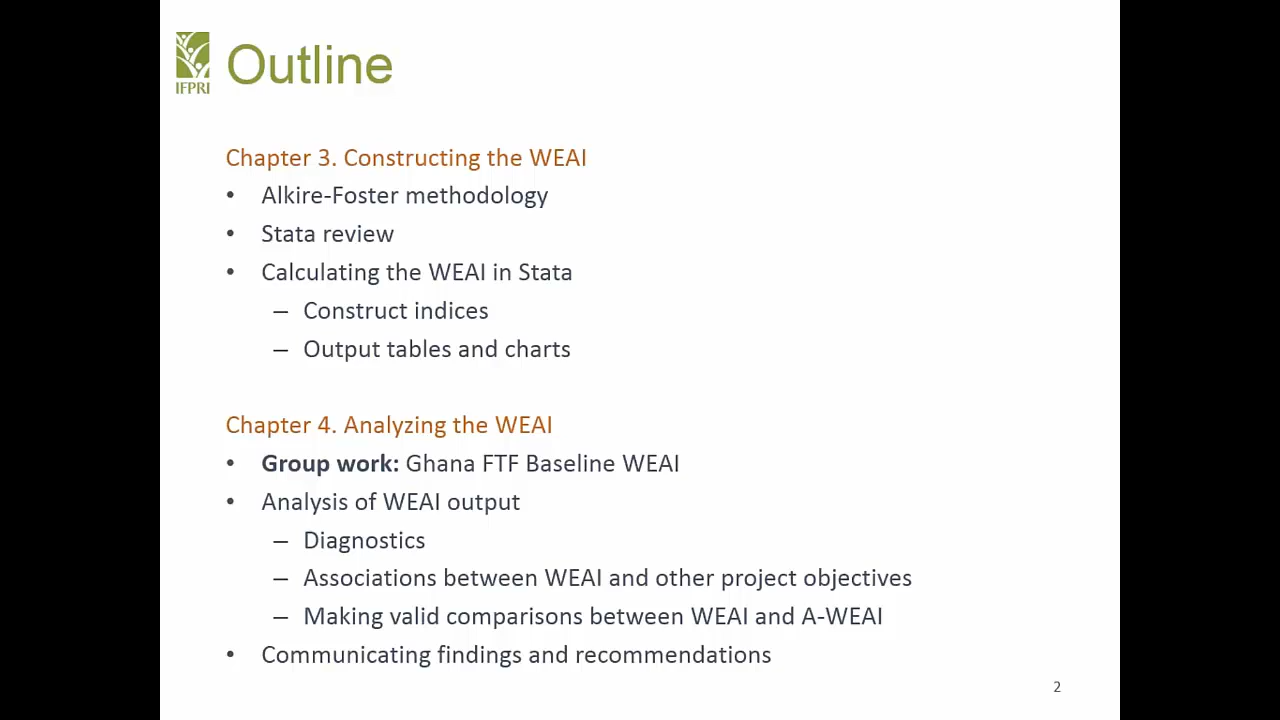 IFPRI
Outline
Chapter 3. Constructing the WEAI
• Alkire-Foster methodology
• Stata review
• Calculating the WEAI in Stata
– Construct indices
– Output tables and charts
Chapter 4. Analyzing the WEAI
• Group work: Ghana FTF Baseline WEAI
• Analysis of WEAI output
– Diagnostics
– Associations between WEAI and other project objectives
– Making valid comparisons between WEAI and A-WEAI
• Communicating findings and recommendations
2